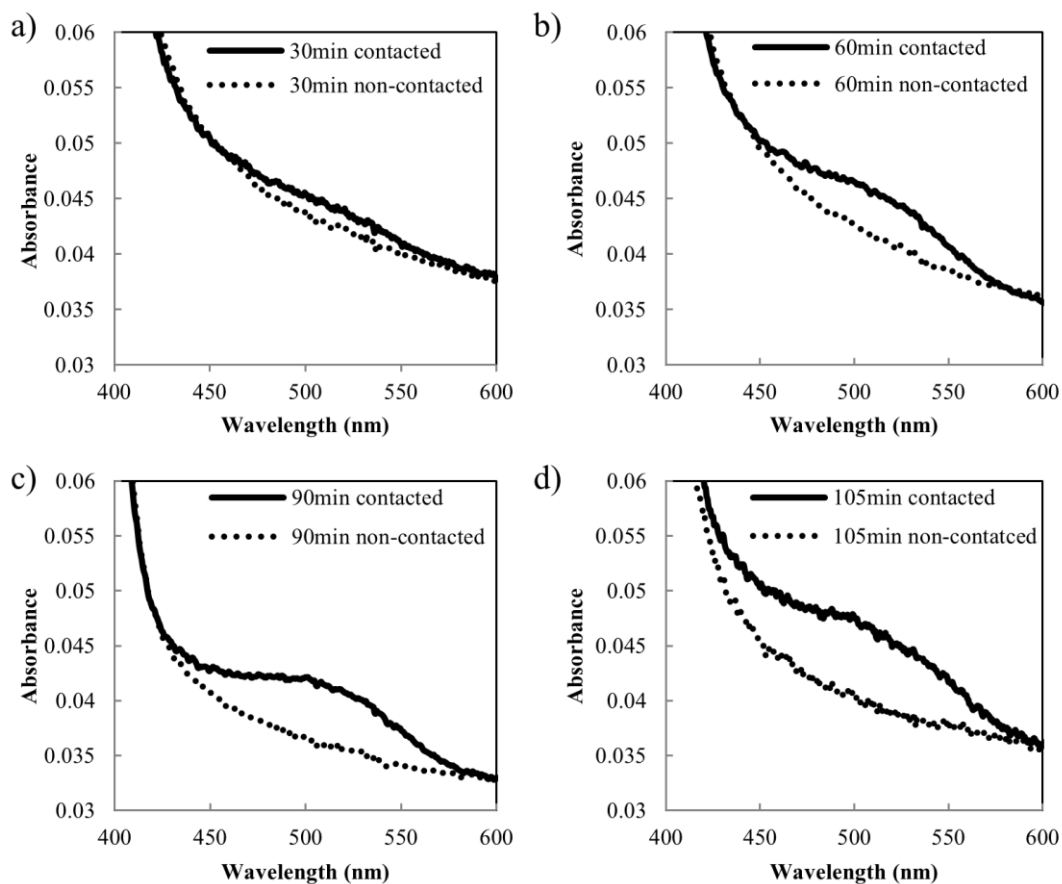 a)
0.06
0.055
0.05
0.045
0.04
0.035
0.03
Absorbance
30min contacted
30min non-contacted
400 450 500 550 600
Wavelength (nm)
b)
0.06
0.055
0.05
0.045
0.04
0.035
0.03
Absorbance
60min contacted
60min non-contacted
400 450 500 550 600
Wavelength (nm)
c)
0.06
0.055
0.05
0.045
0.04
0.035
0.03
Absorbance
90min contacted
90min non-contacted
400 450 500 550 600
Wavelength (nm)
d)
0.06
0.055
0.05
0.045
0.04
0.035
0.03
Absorbance
105min contacted
105min non-contatced
400 450 500 550 600
Wavelength (nm)